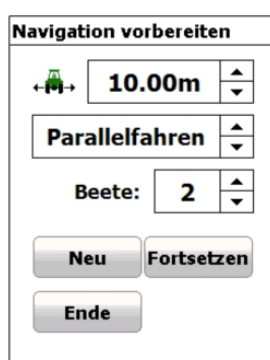 Navigation vorbereiten
10.00m
Parallelfahren
Beete: 2
Neu Fortsetzen
Ende